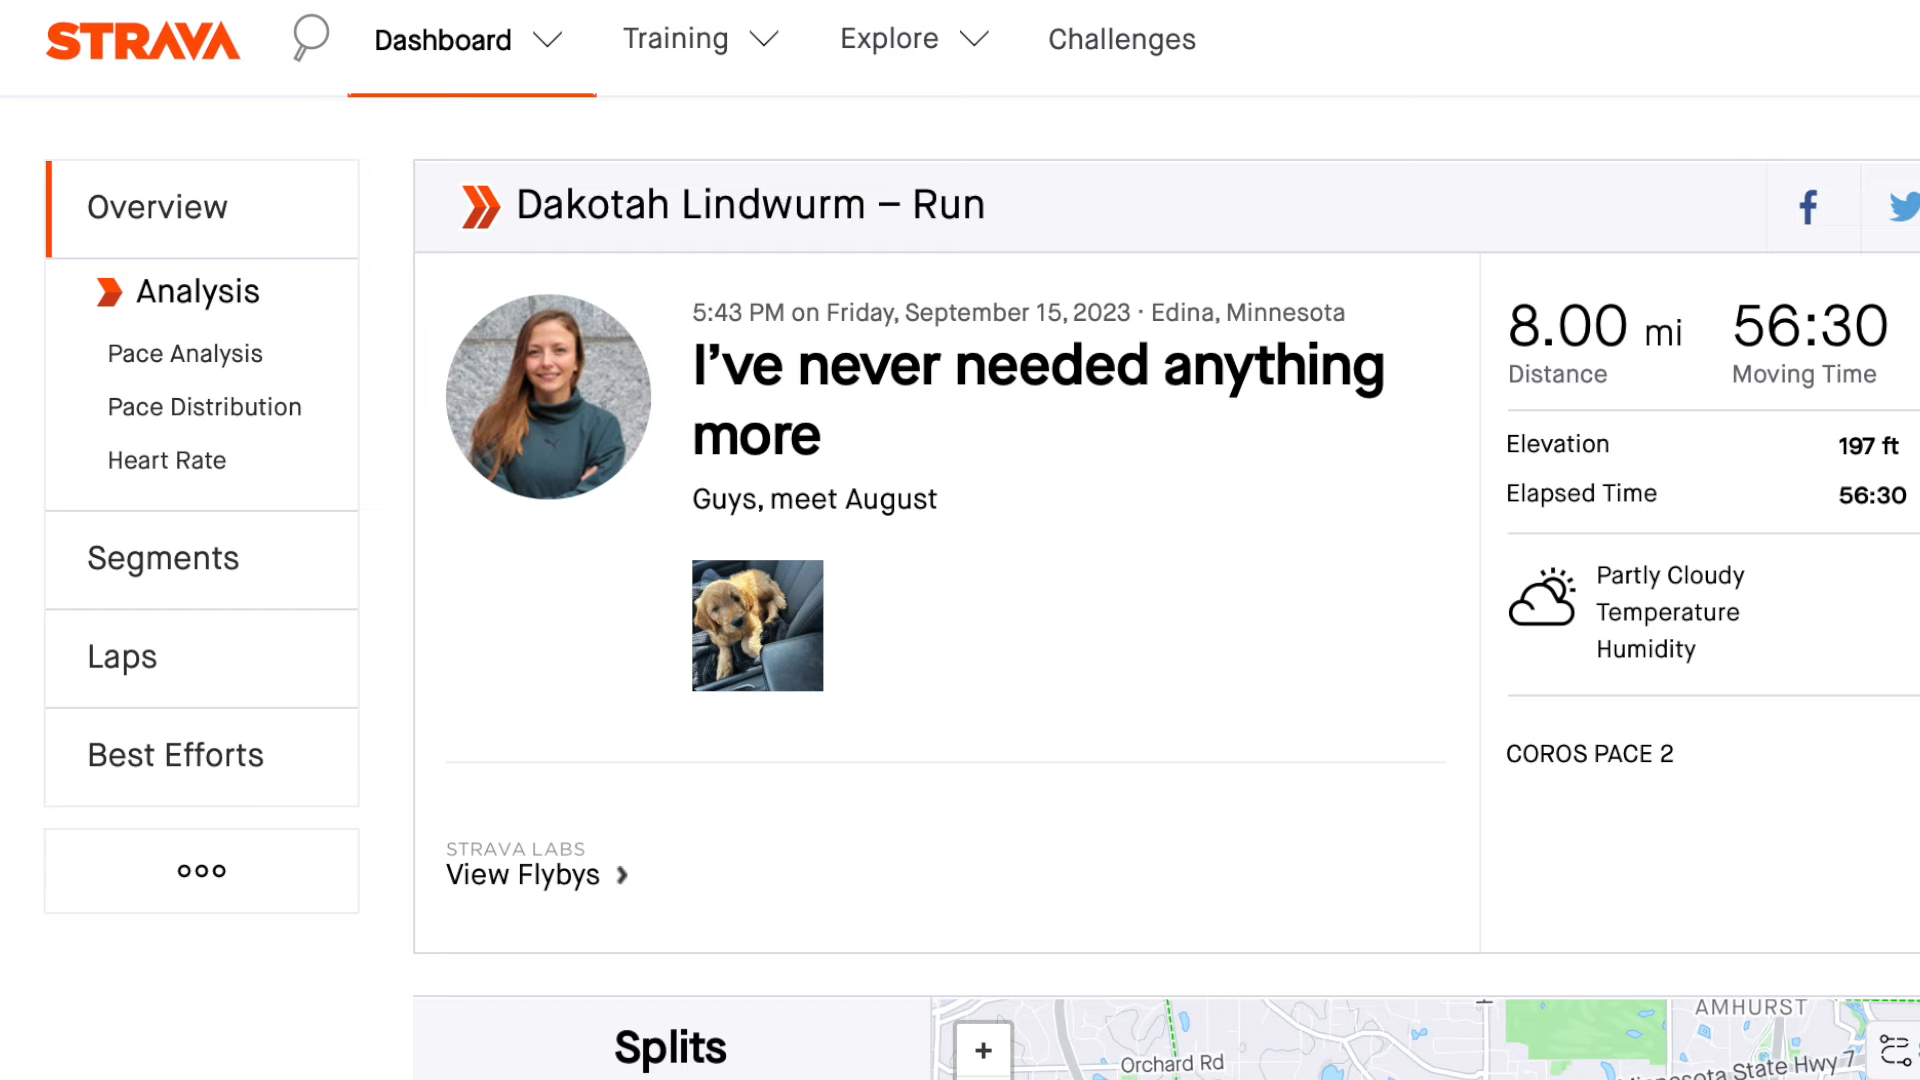 STRAVA
Dashboard
Training
Explore
Challenges
Overview
Analysis
Pace Analysis
Pace Distribution
Heart Rate
Segments
Laps
Best Efforts
Dakotah Lindwurm – Run
5:43 PM on Friday, September 15, 2023 · Edina, Minnesota
I've never needed anything
more
Guys, meet August
STRAVA LABS
View Flybys
8.00 mi
Distance
56:30
Moving Time
Elevation
197 ft
Elapsed Time
56:30
Partly Cloudy
Temperature
Humidity
COROS PACE 2
Splits
+
AMHURST
Orchard Rd
Minnesota State Hwy 7